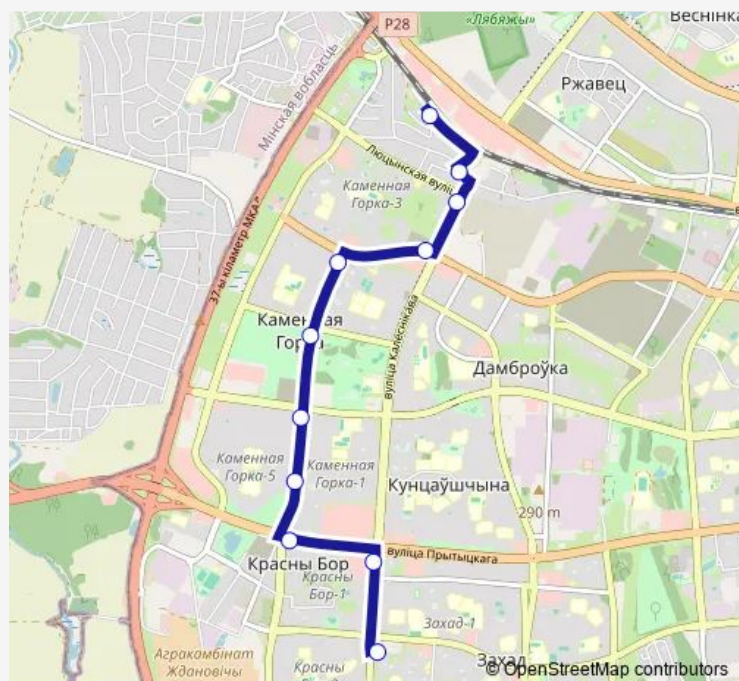 «Лябяжы»
P28
Веснінка
Ржавец
Мінская вобласць
Люцынская вуліца
Каменная
Горка-3
37-ы кіламетр МКАД
Каменная
Горка
вуліца Калеснікава
Дамброўка
Каменная
Горка-5
Каменная
Горка-1
Кунцаўшчына
290 m
вуліца Прытыцкага
Красны Бор
Красны
Бор-1
Захад-1
Агракамбінат
Ждановічы
Красны
Захад
© OpenStreetMap contributors